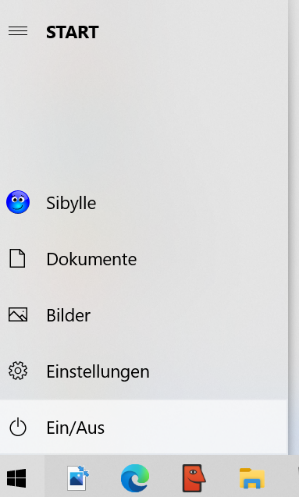 START
Sibylle
Dokumente
Bilder
Einstellungen
Ein/Aus